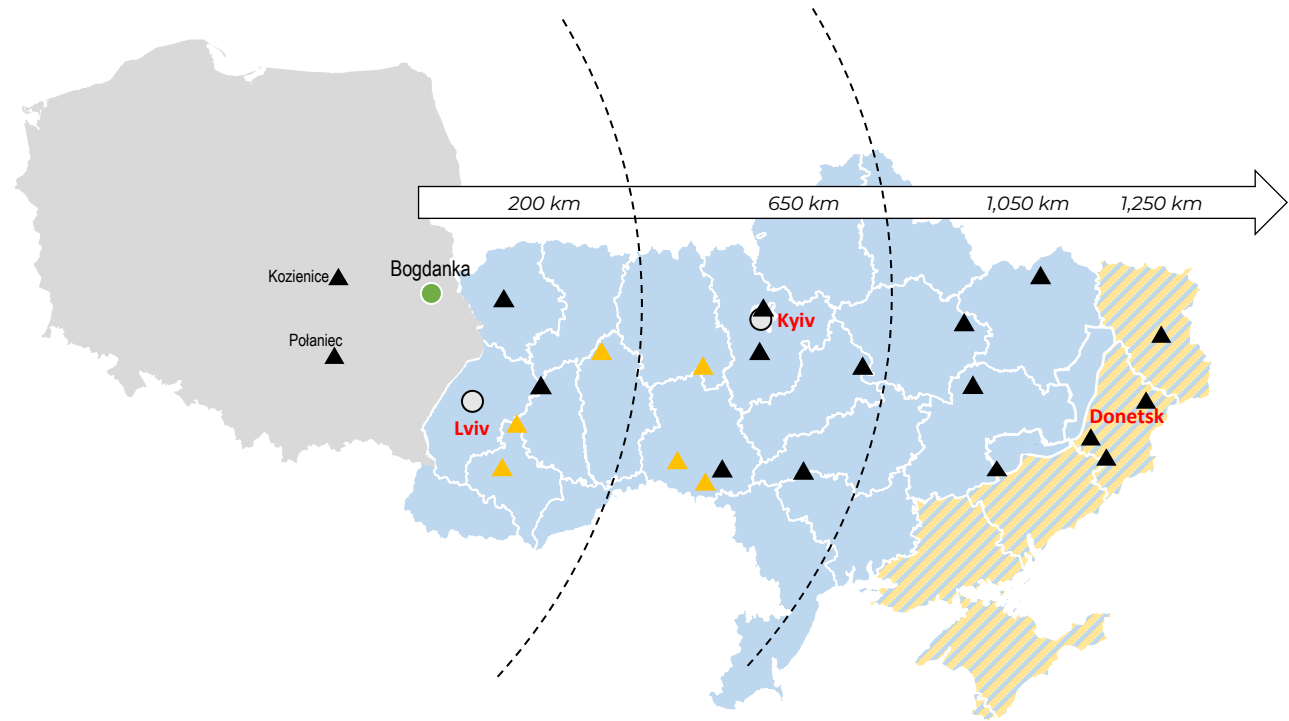 200 km
650 km
1,050 km
1,250 km
Kozienice
Bogdanka
Połaniec
Kyiv
Lviv
Donetsk